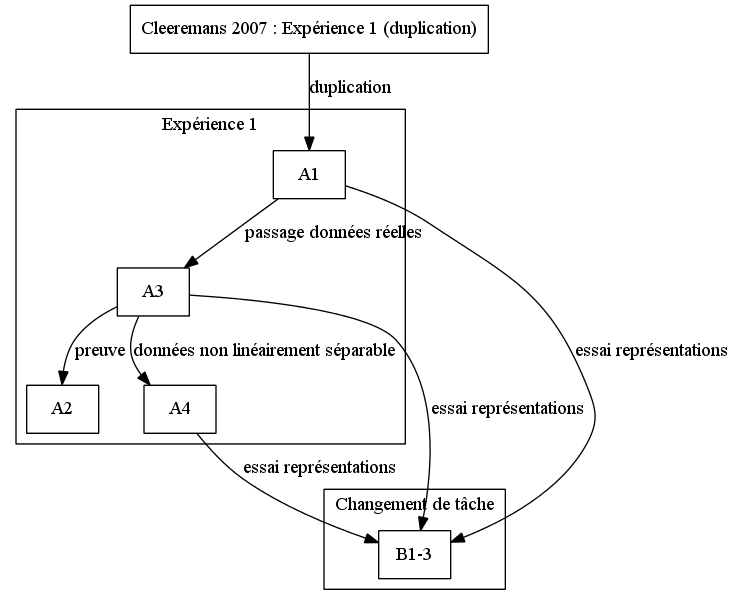 Cleeremans 2007 : Expérience 1 (duplication)
duplication
Expérience 1
A1
passage données réelles
A3
preuve
données non linéairement séparable
essai représentations
A2
A4
essai représentations
essai représentations
Changement de tâche
B1-3